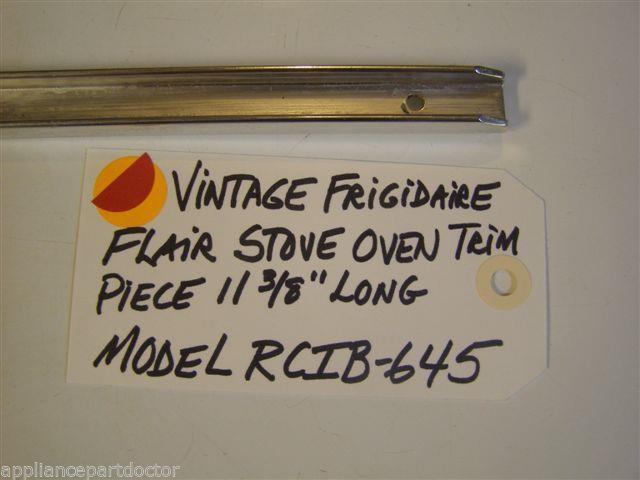 VINTAGE FRIGIDAIRE
FLAIR STOVE OVEN TRIM
PIECE 11 3/8" LONG
MODEL RCIB-645
appliancepartdoctor